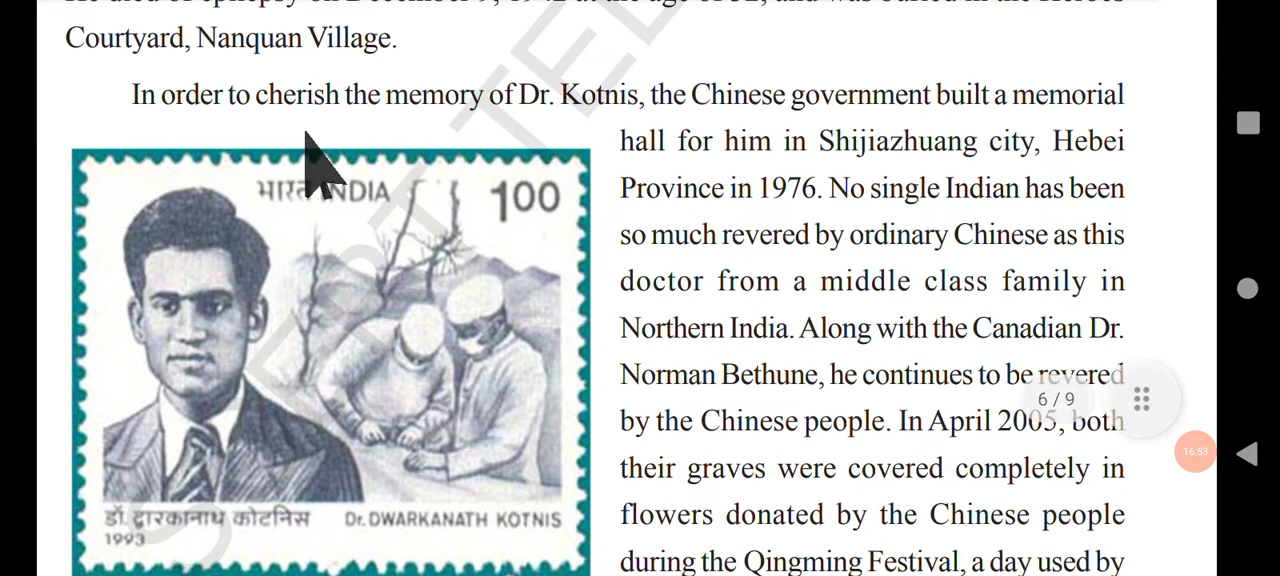 Courtyard, Nanquan Village.
In order to cherish the memory of Dr. Kotnis, the Chinese government built a memorial
hall for him in Shijiazhuang city, Hebei
Province in 1976. No single Indian has been
so much revered by ordinary Chinese as this
doctor from a middle class family in
Northern India. Along with the Canadian Dr.
Norman Bethune, he continues to be revered
by the Chinese people. In April 2005, both
their graves were covered completely in
flowers donated by the Chinese people
during the Qingming Festival, a day used by
भारत INDIA 1.00
डॉ. द्वारकानाथ कोटनिस Dr. DWARKANATH KOTNIS
1993
6 / 9
16:53